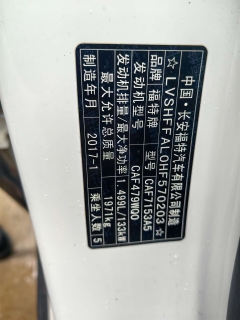 中国·长安福特汽车有限公司制造
☆LVSHFFAL0HF570203☆
品牌 福特牌 型号 CAF7153A5
发动机型号 CAF479WQ0
发动机排量/最大净功率 1.499L/133kW
最大允许总质量 1971kg
制造年月 2017-1 乘坐人数 5